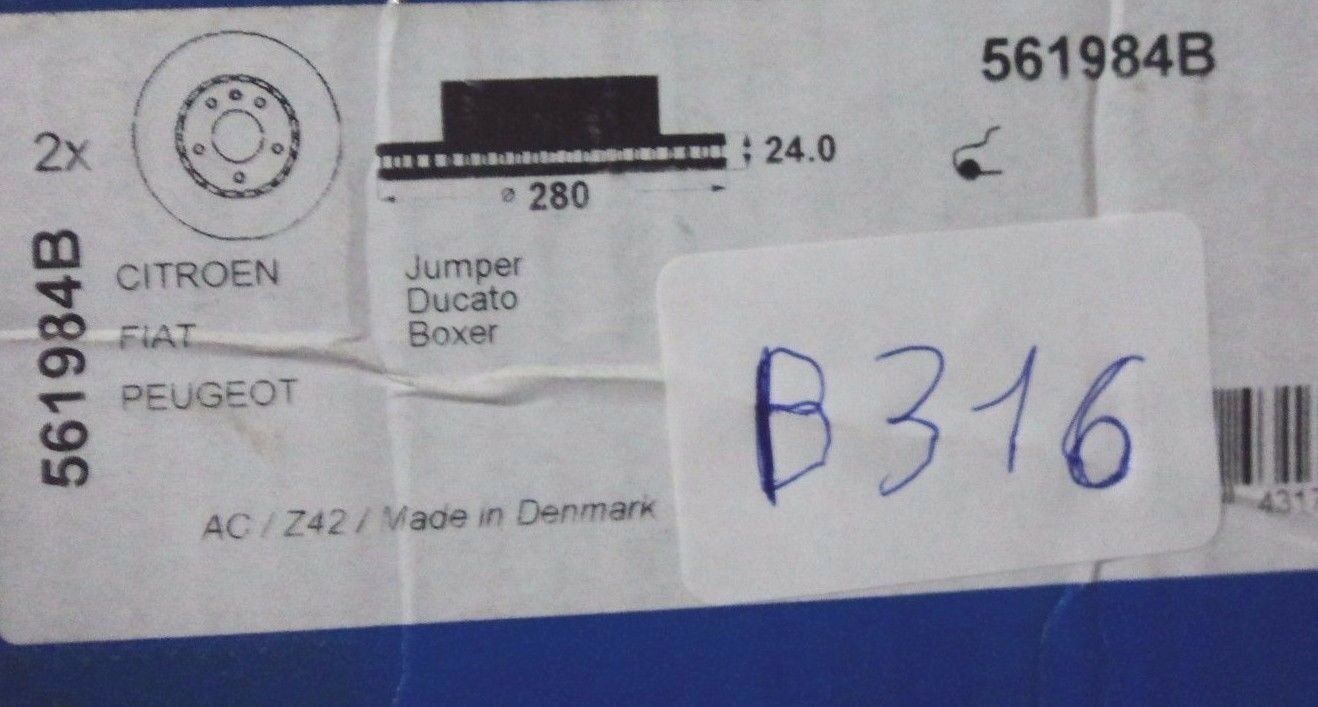 561984B
2x
24.0
ø 280
561984B
CITROEN
Jumper
FIAT
Ducato
PEUGEOT
Boxer
B316
AC / Z42 / Made in Denmark
4317